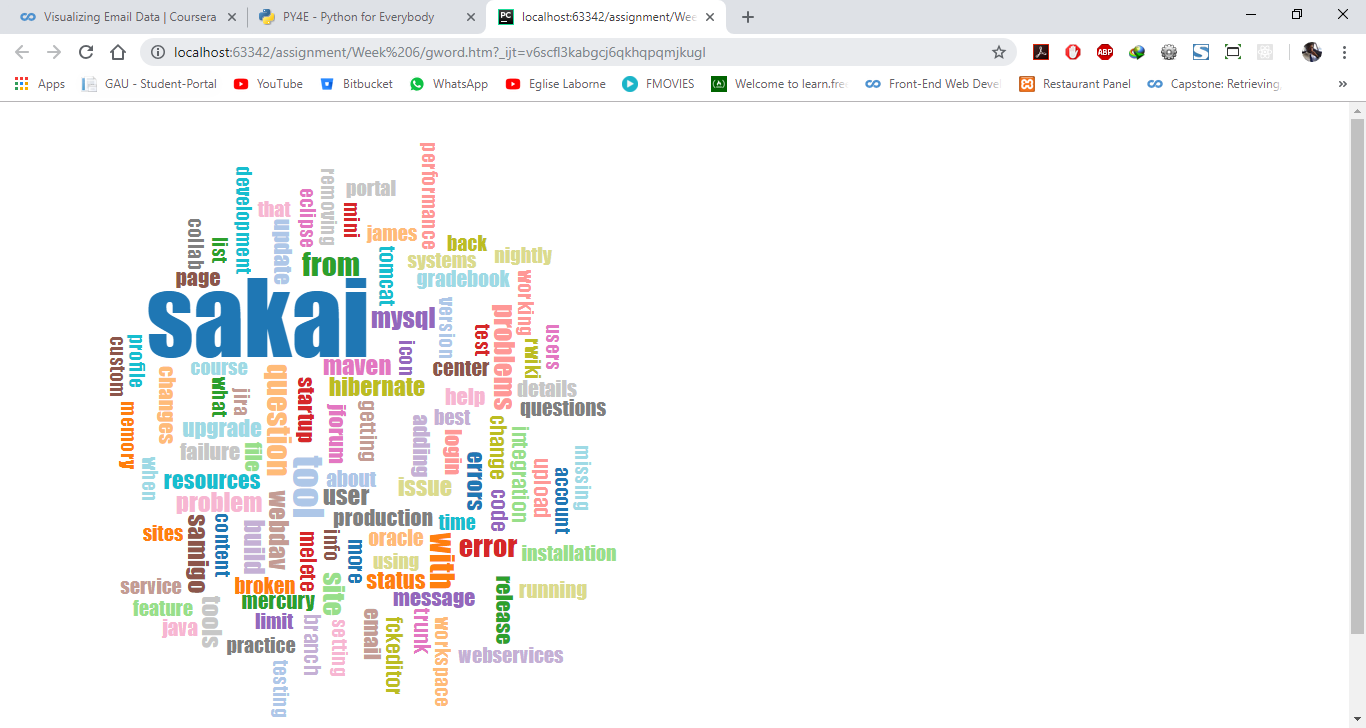 Visualizing Email Data | Coursera
PY4E - Python for Everybody
localhost:63342/assignment/Wee
localhost:63342/assignment/Week%206/gword.htm?_ijt=v6scfl3kabgcj6qkhqpqmjkugl
Apps
GAU - Student-Portal
YouTube
Bitbucket
WhatsApp
Eglise Laborne
FMOVIES
Welcome to learn.free
Front-End Web Deve
Restaurant Panel
Capstone: Retrieving,
ABP
performance
development
removing
portal
eclipse
that
mini
collab
list
update
james
back
from
tomcat
systems
nightly
page
gradebook
working
sakai
version
mysql
problems
test
users
custom
profile
course
maven
icon
center
rwiki
changes
what
jira
question
startup
hibernate
help
details
questions
memory
upgrade
jforum
getting
adding
best
change
failure
file
login
integration
when
resources
tool
about
issue
errors
upload
account
missing
problem
user
webdav
code
sites
samigo
content
build
production
time
melete
info
more
oracle
with
error
installation
using
service
broken
site
status
release
running
feature
tools
mercury
message
java
limit
branch
setting
email
fckeditor
trunk
workspace
practice
webservices
testing